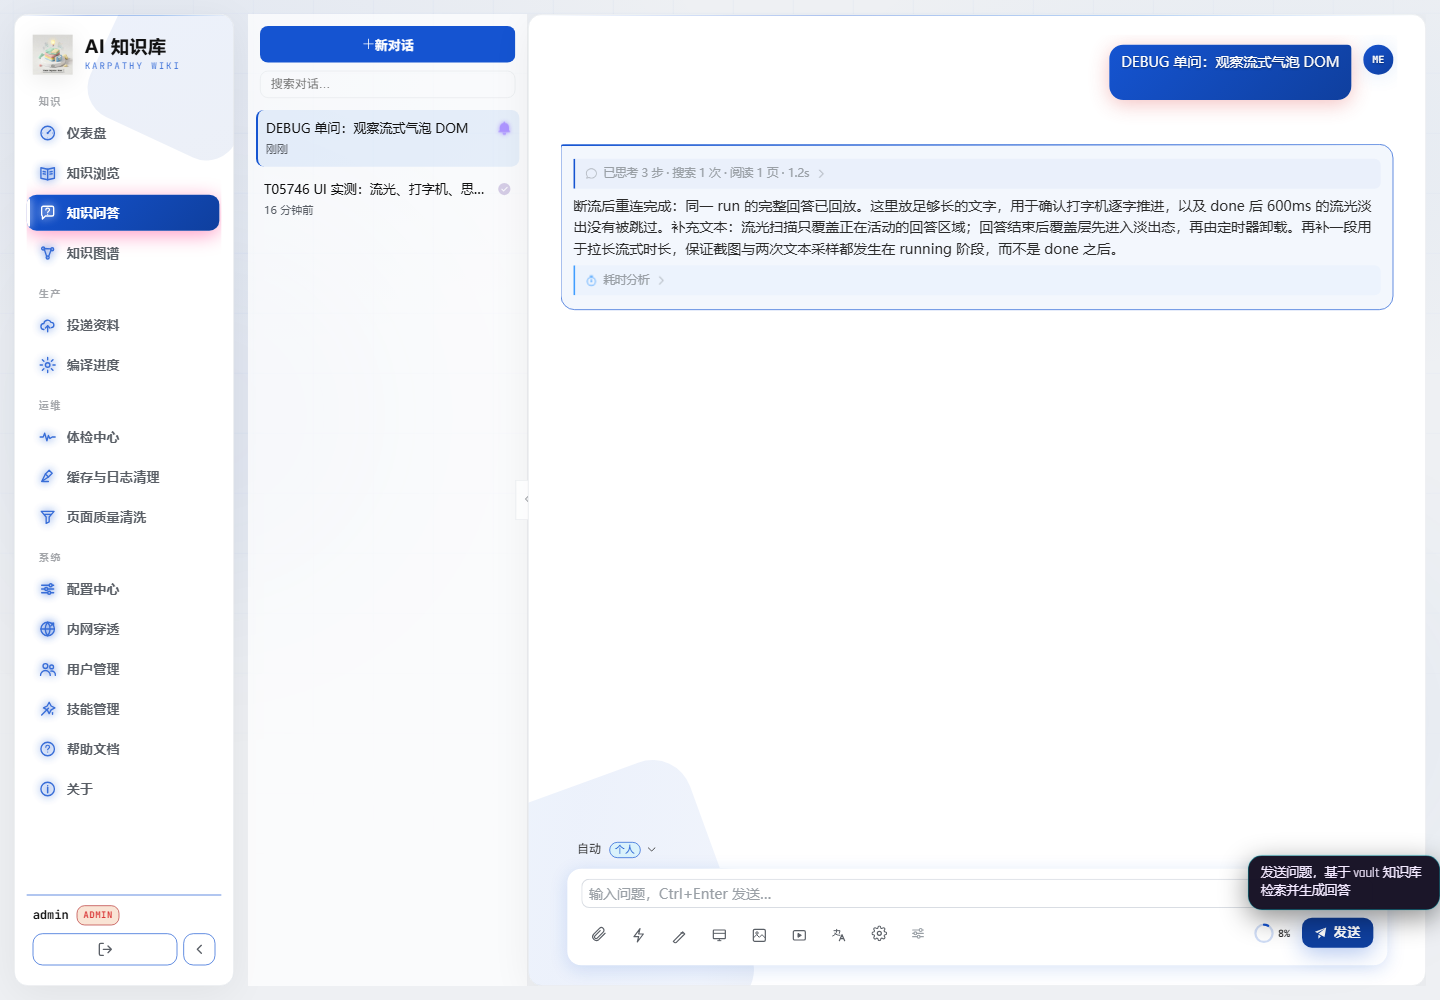 AI 知识库
KARPATHY WIKI
知识
仪表盘
知识浏览
知识问答
知识图谱
生产
投递资料
编译进度
运维
体检中心
缓存与日志清理
页面质量清洗
系统
配置中心
内网穿透
用户管理
技能管理
帮助文档
关于
admin ADMIN
+新对话
搜索对话...
DEBUG 单问：观察流式气泡 DOM
刚刚
T05746 UI 实测：流光、打字机、思...
16 分钟前
DEBUG 单问：观察流式气泡 DOM
ME
已思考 3 步 · 搜索 1 次 · 阅读 1 页 · 1.2s
断流后重连完成：同一 run 的完整回答已回放。这里放足够长的文字，用于确认打字机逐字推进，以及 done 后 600ms 的流光淡
出没有被跳过。补充文本：流光扫描只覆盖正在活动的回答区域；回答结束后覆盖层先进入淡出态，再由定时器卸载。再补一段用
于拉长流式时长，保证截图与两次文本采样都发生在 running 阶段，而不是 done 之后。
耗时分析
自动 个人
输入问题，Ctrl+Enter 发送...
发送问题，基于 vault 知识库
检索并生成回答
8%
发送